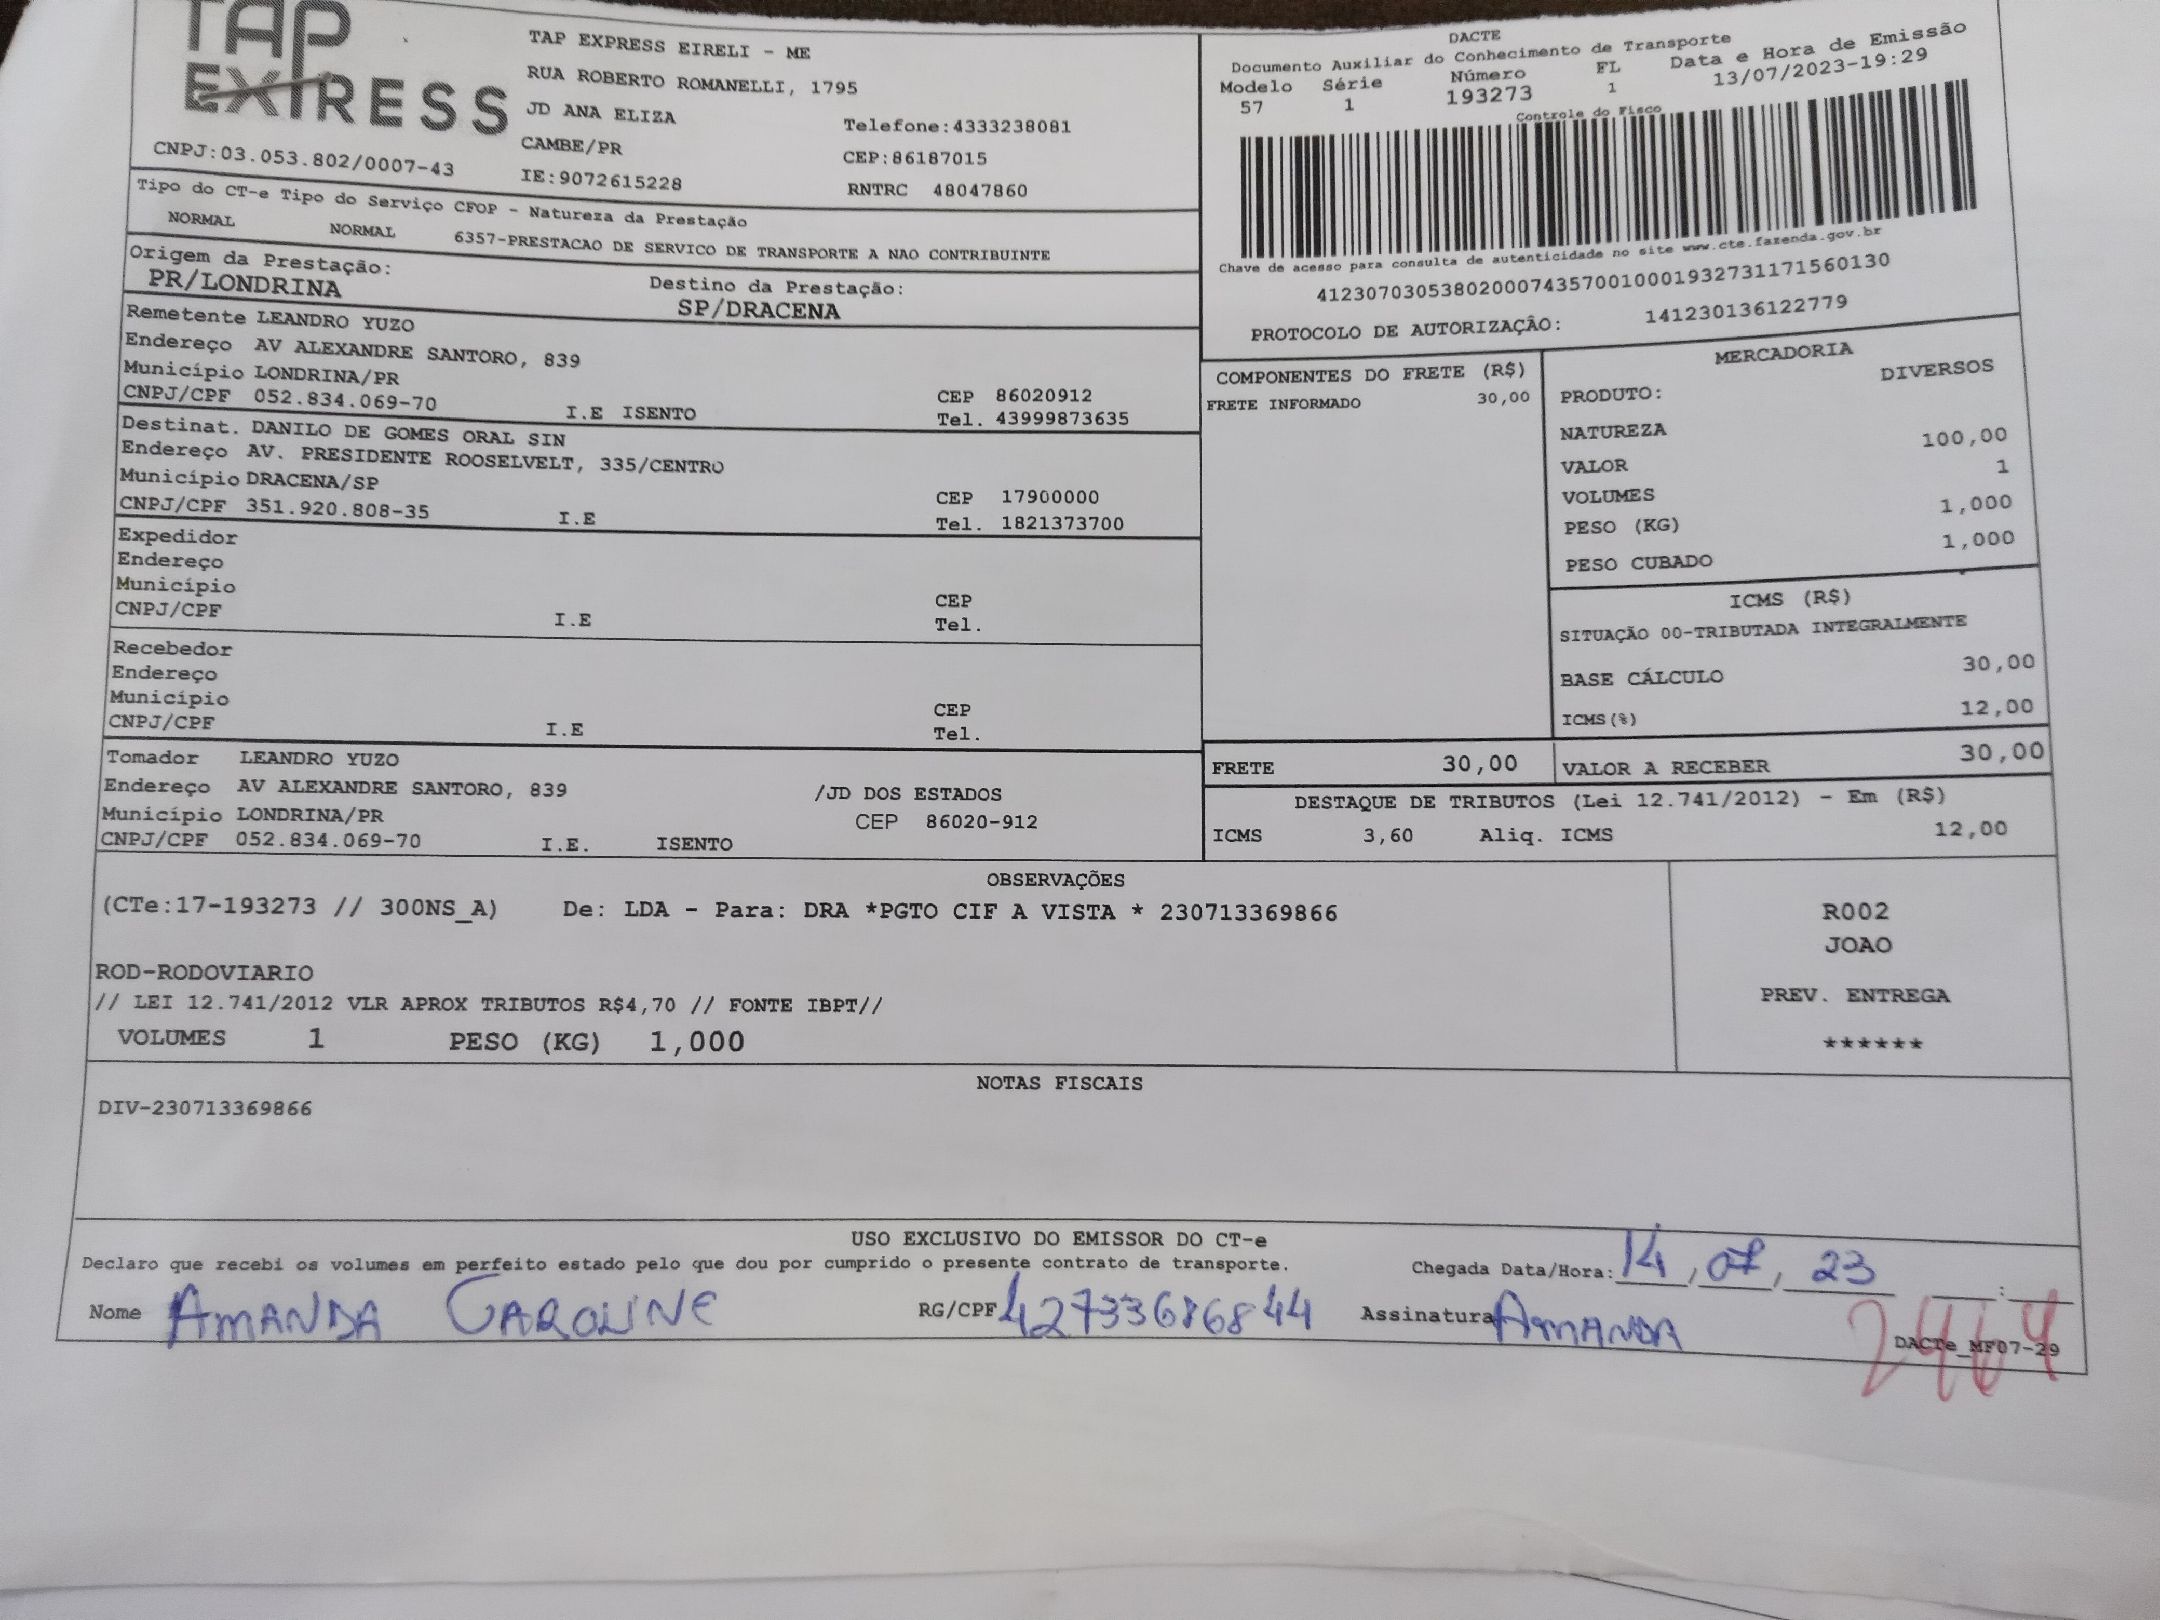 TAP
EXPRESS
CNPJ:03.053.802/0007-43
TAP EXPRESS EIRELI - ME
RUA ROBERTO ROMANELLI, 1795
JD ANA ELIZA
CAMBE/PR
IE:9072615228
Telefone:4333238081
CEP:86187015
RNTRC 48047860
DACTE
Documento Auxiliar do Conhecimento de Transporte
Modelo Série Número FL Data e Hora de Emissão
57 1 193273 1 13/07/2023-19:29
Controle do Fisco
Chave de acesso para consulta de autenticidade no site www.cte.fazenda.gov.br
41230703053802000743570010001932731171560130
PROTOCOLO DE AUTORIZAÇÃO: 141230136122779
Tipo do CT-e Tipo do Serviço CFOP - Natureza da Prestação
NORMAL NORMAL 6357-PRESTACAO DE SERVICO DE TRANSPORTE A NAO CONTRIBUINTE
Origem da Prestação: Destino da Prestação:
PR/LONDRINA SP/DRACENA
Remetente LEANDRO YUZO
Endereço AV ALEXANDRE SANTORO, 839
Município LONDRINA/PR CEP 86020912
CNPJ/CPF 052.834.069-70 I.E ISENTO Tel. 43999873635
Destinat. DANILO DE GOMES ORAL SIN
Endereço AV. PRESIDENTE ROOSELVELT, 335/CENTRO
Município DRACENA/SP CEP 17900000
CNPJ/CPF 351.920.808-35 I.E Tel. 1821373700
Expedidor
Endereço
Município CEP
CNPJ/CPF I.E Tel.
Recebedor
Endereço
Município CEP
CNPJ/CPF I.E Tel.
Tomador LEANDRO YUZO
Endereço AV ALEXANDRE SANTORO, 839 /JD DOS ESTADOS
Município LONDRINA/PR CEP 86020-912
CNPJ/CPF 052.834.069-70 I.E. ISENTO
COMPONENTES DO FRETE (R$)
FRETE INFORMADO 30,00
MERCADORIA
PRODUTO: DIVERSOS
NATUREZA
VALOR 100,00
VOLUMES 1
PESO (KG) 1,000
PESO CUBADO 1,000
ICMS (R$)
SITUAÇÃO 00-TRIBUTADA INTEGRALMENTE
BASE CÁLCULO 30,00
ICMS(%) 12,00
FRETE 30,00 VALOR A RECEBER 30,00
DESTAQUE DE TRIBUTOS (Lei 12.741/2012) - Em (R$)
ICMS 3,60 Aliq. ICMS 12,00
OBSERVAÇÕES
(CTe:17-193273 // 300NS_A) De: LDA - Para: DRA *PGTO CIF A VISTA * 230713369866
ROD-RODOVIARIO
// LEI 12.741/2012 VLR APROX TRIBUTOS R$4,70 // FONTE IBPT//
VOLUMES 1 PESO (KG) 1,000
R002
JOAO
PREV. ENTREGA
******
NOTAS FISCAIS
DIV-230713369866
USO EXCLUSIVO DO EMISSOR DO CT-e
Declaro que recebi os volumes em perfeito estado pelo que dou por cumprido o presente contrato de transporte. Chegada Data/Hora: 14, 07, 23 :
Nome AMANDA CAROLINE RG/CPF 42733686844 Assinatura AMANDA
DACTe_MF07-29
2464